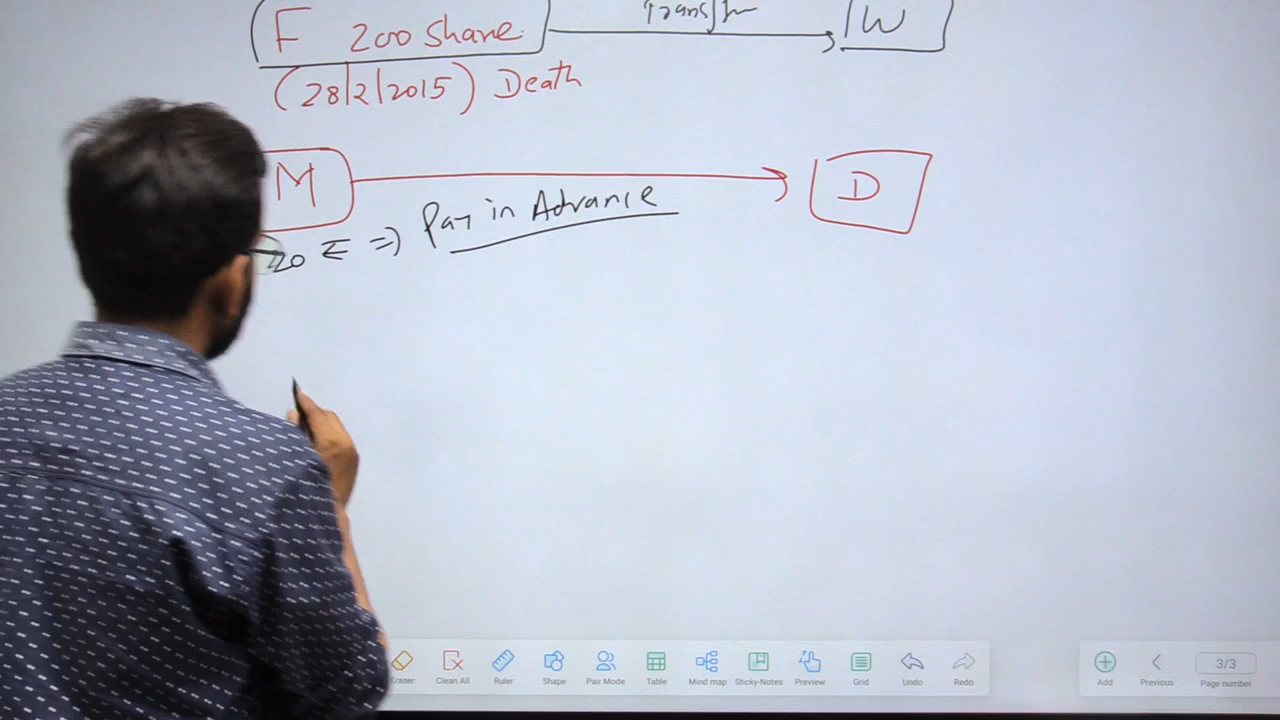 Transfer
F 200 Share W
(28/2/2015) Death
M D
20 ₹ => Pay in Advance
Eraser Clean All Ruler Shape Pair Mode Table Mind map Sticky-Notes Preview Grid Undo Redo Add Previous 3/3 Page number